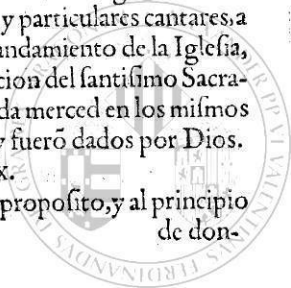 y particulares cantares, a
andamiento de la Iglesia,
cion del santisimo Sacra-
da merced en los mismos
y fuerõ dados por Dios.
x.
proposito, y al principio
de don-